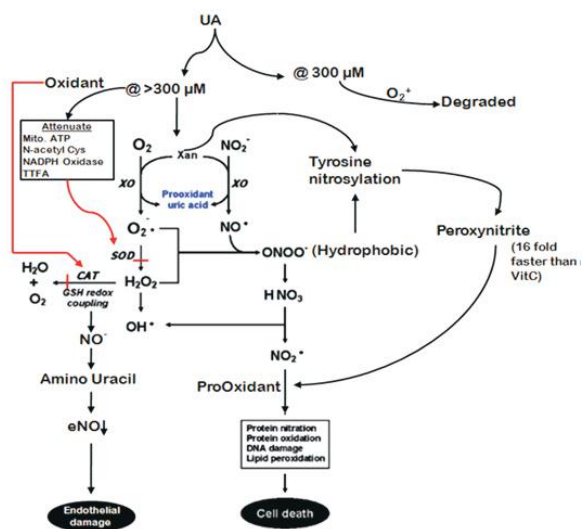 UA
Oxidant
@ >300 µM
@ 300 µM
O2+
Degraded
Attenuate
Mito. ATP
N-acetyl Cys
NADPH Oxidase
TTFA
O2
Xan
NO2-
XO
XO
Prooxidant
uric acid
Tyrosine
nitrosylation
O2•-
NO•
SOD
ONOO- (Hydrophobic)
Peroxynitrite
(16 fold
faster than
VitC)
H2O
+
O2
CAT
GSH redox
coupling
H2O2
HNO3
OH•
NO-
NO2•
Amino Uracil
ProOxidant
eNO↓
Protein nitration
Protein oxidation
DNA damage
Lipid peroxidation
Endothelial
damage
Cell death